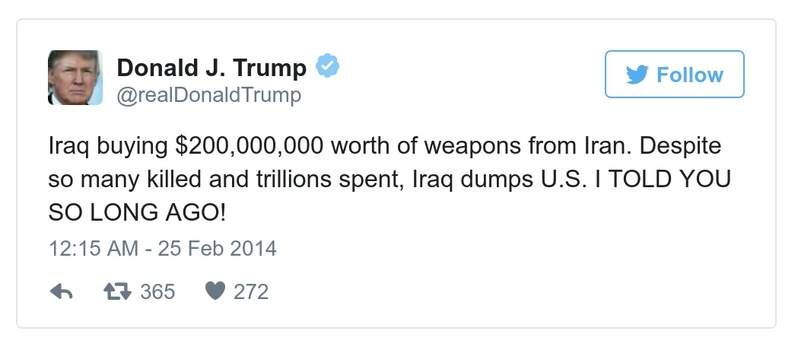 Donald J. Trump
@realDonaldTrump
Follow
Iraq buying $200,000,000 worth of weapons from Iran. Despite
so many killed and trillions spent, Iraq dumps U.S. I TOLD YOU
SO LONG AGO!
12:15 AM - 25 Feb 2014
365 272